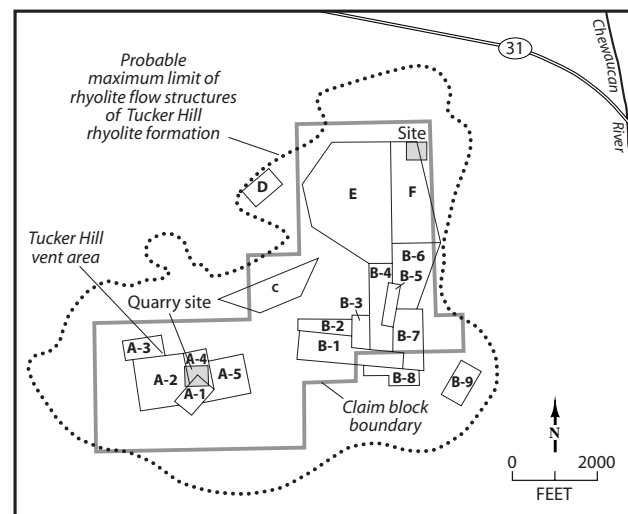 Chewaucan
River
31
Probable
maximum limit of
rhyolite flow structures
of Tucker Hill
rhyolite formation
Site
D
E
F
Tucker Hill
vent area
C
B-6
B-4
B-5
Quarry site
B-3
B-2
B-7
B-1
A-3
A-4
A-2
A-5
A-1
B-8
B-9
Claim block
boundary
N
0 2000
FEET